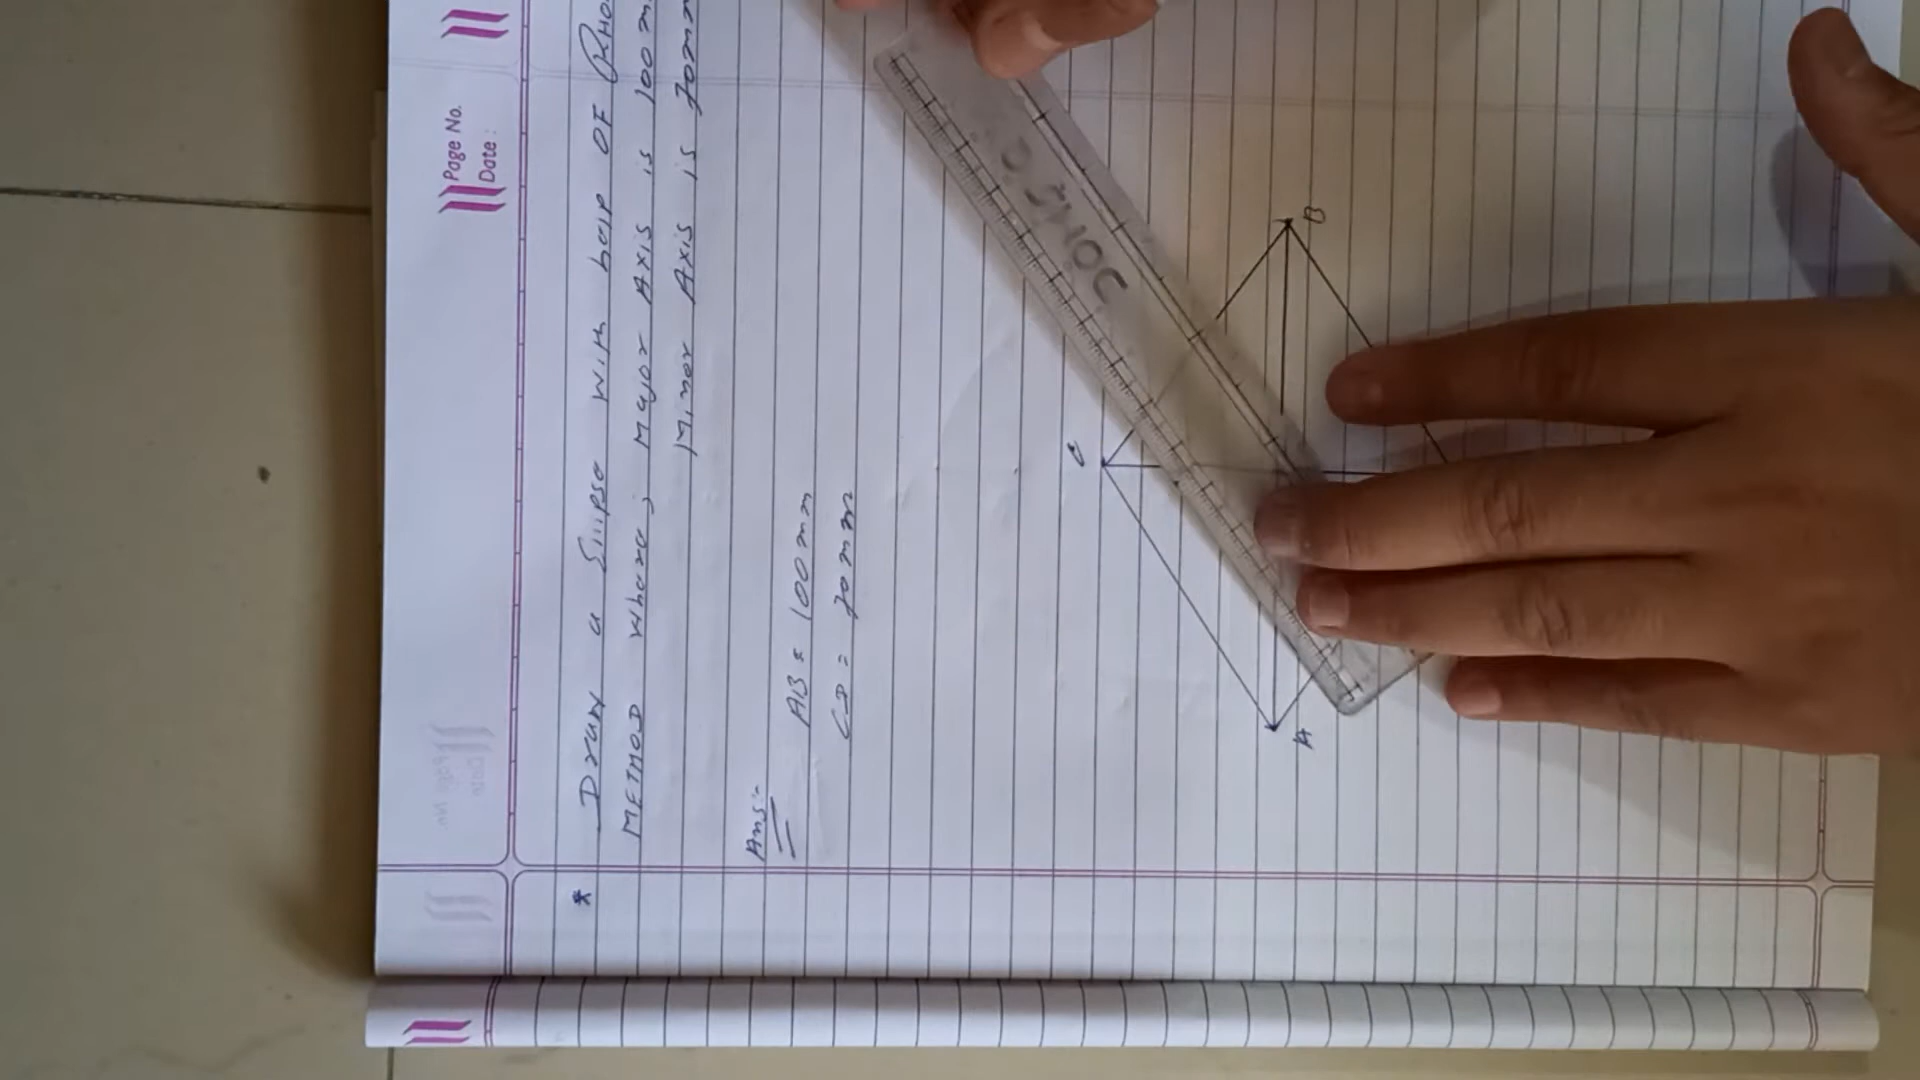 Page No.
Date :
* Draw a Ellipse with help OF RHO
METHOD where, Major Axis is 100 m
Minor Axis is 70mm
Ans:-
AB = 100mm
CD = 70mm
C
B
A
DOMS